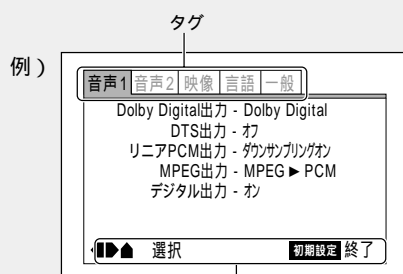 タグ
例）
音声1 音声2 映像 言語 一般
Dolby Digital出力 - Dolby Digital
DTS出力 - オフ
リニアPCM出力 - ダウンサンプリングオン
MPEG出力 - MPEG ► PCM
デジタル出力 - オン
選択 初期設定 終了